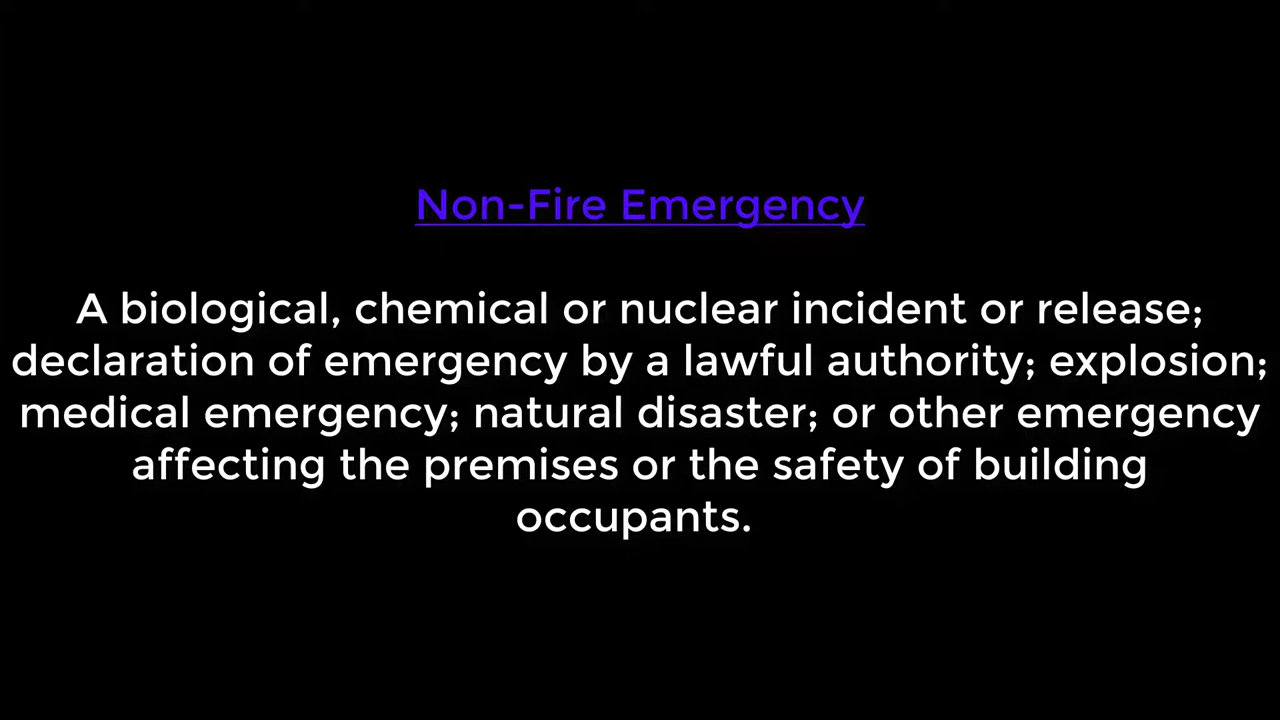 Non-Fire Emergency
A biological, chemical or nuclear incident or release;
declaration of emergency by a lawful authority; explosion;
medical emergency; natural disaster; or other emergency
affecting the premises or the safety of building
occupants.